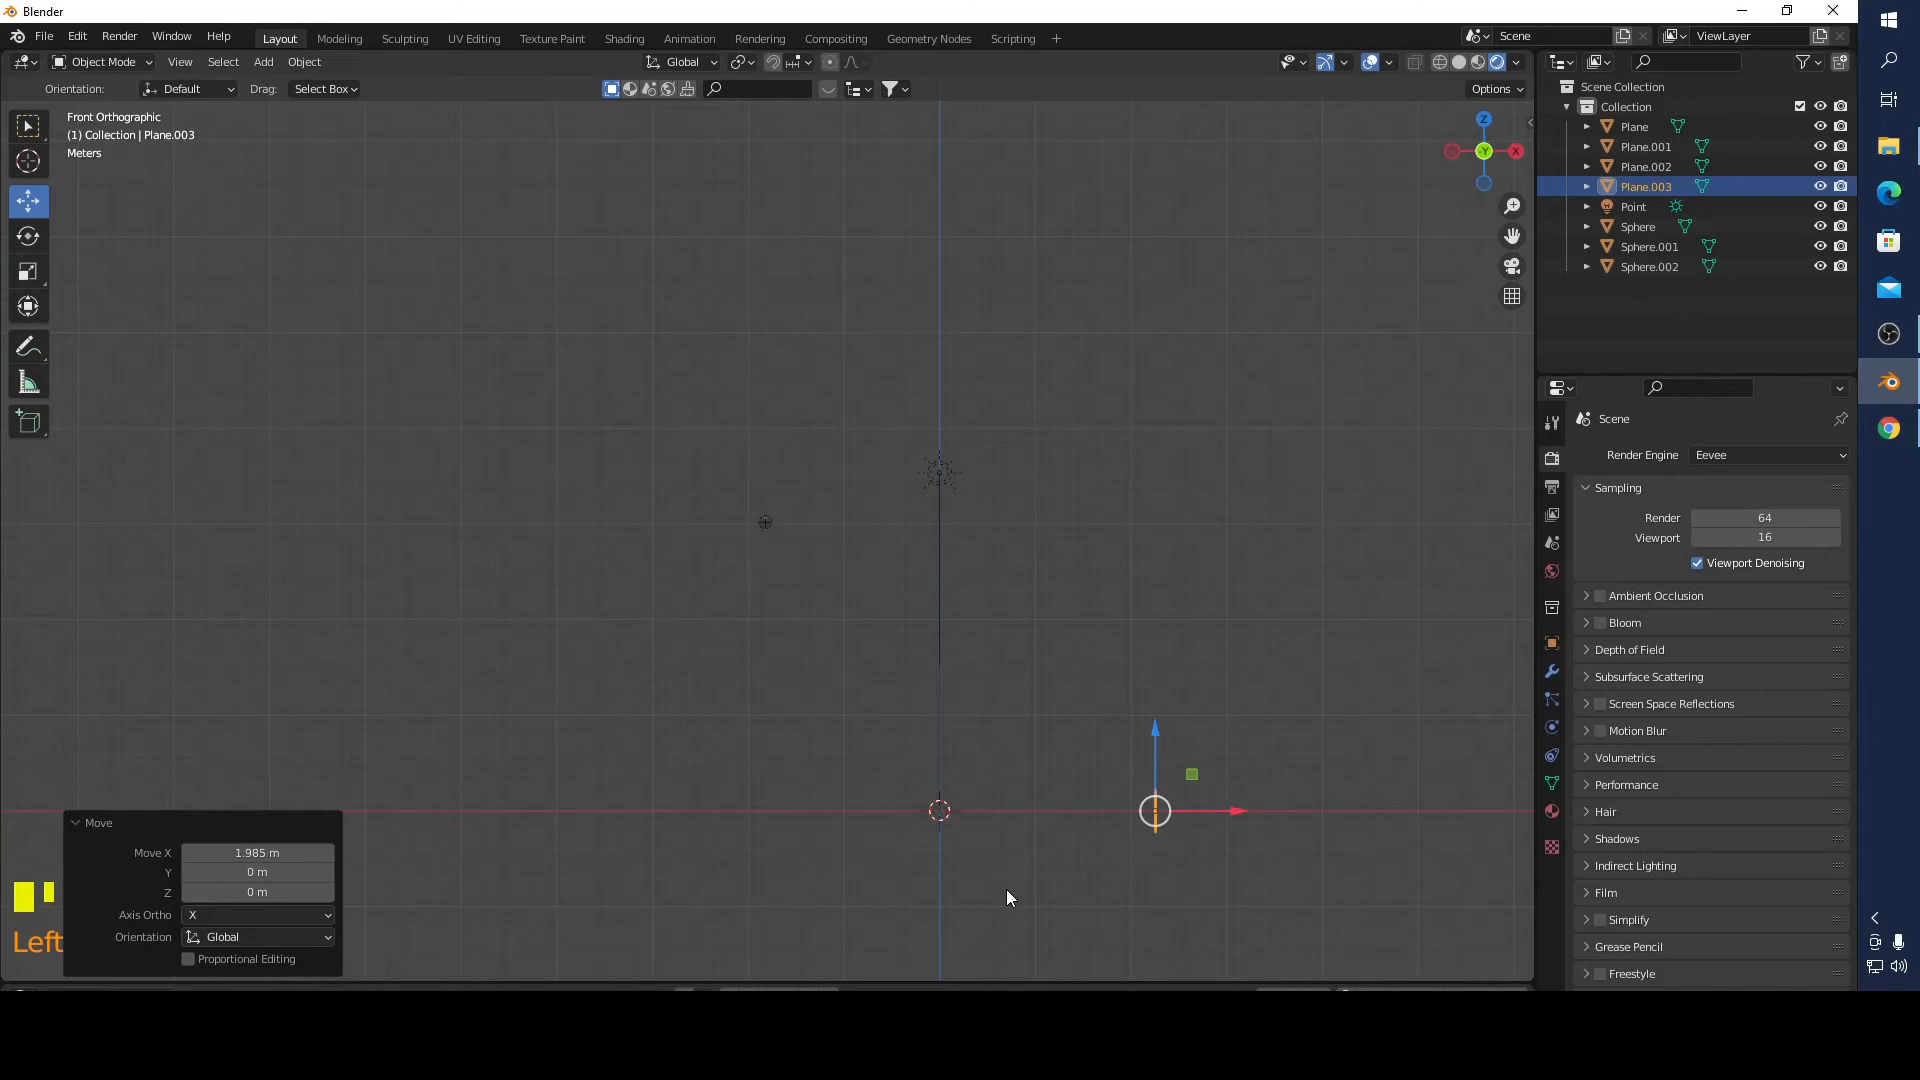 Blender
File Edit Render Window Help
Layout Modeling Sculpting UV Editing Texture Paint Shading Animation Rendering Compositing Geometry Nodes Scripting +
Scene
ViewLayer
Object Mode View Select Add Object
Global
Orientation: Default Drag: Select Box
Options
Front Orthographic
(1) Collection | Plane.003
Meters
Z
-Y
X
Scene Collection
Collection
Plane
Plane.001
Plane.002
Plane.003
Point
Sphere
Sphere.001
Sphere.002
Scene
Render Engine Eevee
Sampling
Render 64
Viewport 16
Viewport Denoising
Ambient Occlusion
Bloom
Depth of Field
Subsurface Scattering
Screen Space Reflections
Motion Blur
Volumetrics
Performance
Hair
Shadows
Indirect Lighting
Film
Simplify
Grease Pencil
Freestyle
Move
Move X 1.985 m
Y 0 m
Z 0 m
Axis Ortho X
Orientation Global
Proportional Editing
Left